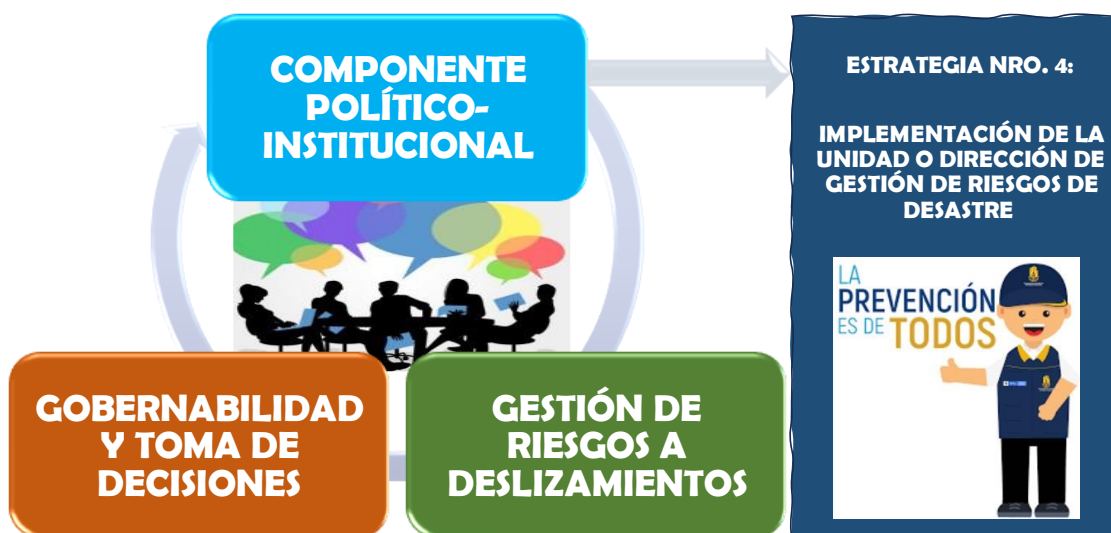 COMPONENTE
POLÍTICO-
INSTITUCIONAL
GOBERNABILIDAD
Y TOMA DE
DECISIONES
GESTIÓN DE
RIESGOS A
DESLIZAMIENTOS
ESTRATEGIA NRO. 4:
IMPLEMENTACIÓN DE LA
UNIDAD O DIRECCIÓN DE
GESTIÓN DE RIESGOS DE
DESASTRE
LA
PREVENCIÓN
ES DE TODOS